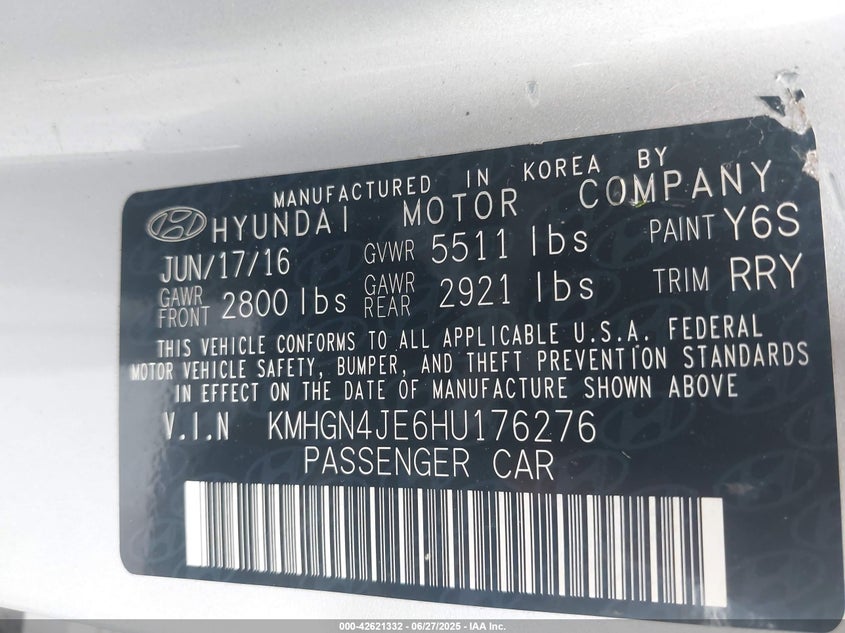 MANUFACTURED IN KOREA BY
HYUNDAI MOTOR COMPANY
JUN/17/16 GVWR 5511 lbs PAINT Y6S
GAWR FRONT 2800 lbs GAWR REAR 2921 lbs TRIM RRY
THIS VEHICLE CONFORMS TO ALL APPLICABLE U.S.A. FEDERAL
MOTOR VEHICLE SAFETY, BUMPER, AND THEFT PREVENTION STANDARDS
IN EFFECT ON THE DATE OF MANUFACTURE SHOWN ABOVE
V.I.N KMHGN4JE6HU176276
PASSENGER CAR
000-42621332 - 06/27/2025 - IAA Inc.